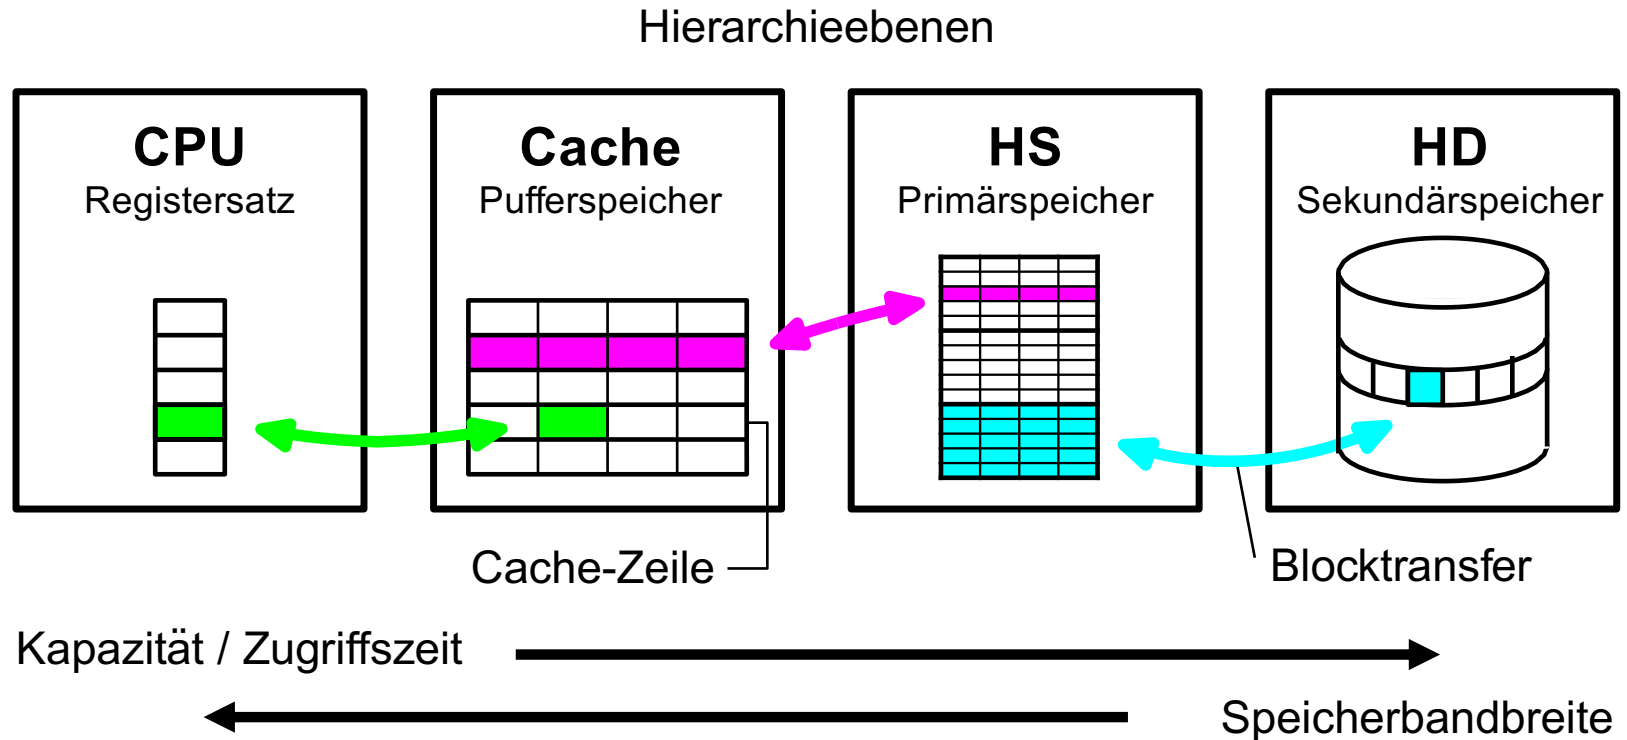 Hierarchieebenen
CPU
Registersatz
Cache
Pufferspeicher
HS
Primärspeicher
HD
Sekundärspeicher
Cache-Zeile
Blocktransfer
Kapazität / Zugriffszeit
Speicherbandbreite